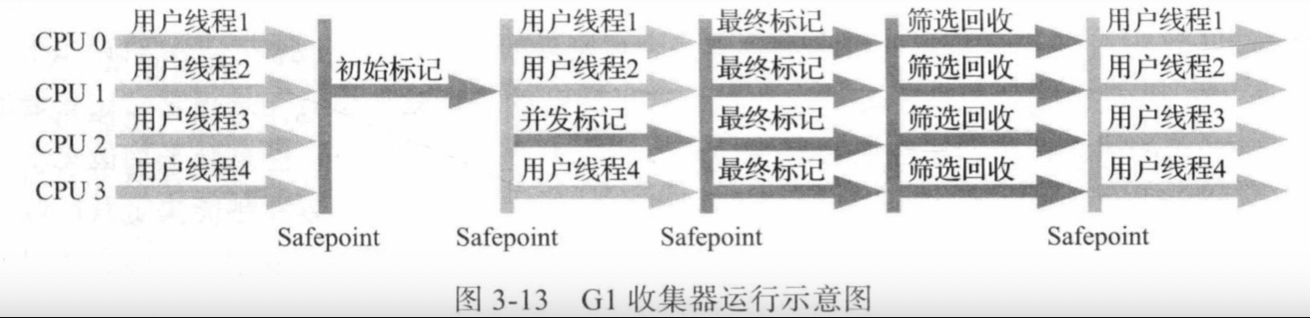 CPU 0 用户线程1 用户线程1 最终标记 筛选回收 用户线程1
CPU 1 用户线程2 初始标记 用户线程2 最终标记 筛选回收 用户线程2
CPU 2 用户线程3 并发标记 最终标记 筛选回收 用户线程3
CPU 3 用户线程4 用户线程4 最终标记 筛选回收 用户线程4
Safepoint Safepoint Safepoint Safepoint
图 3-13 G1 收集器运行示意图